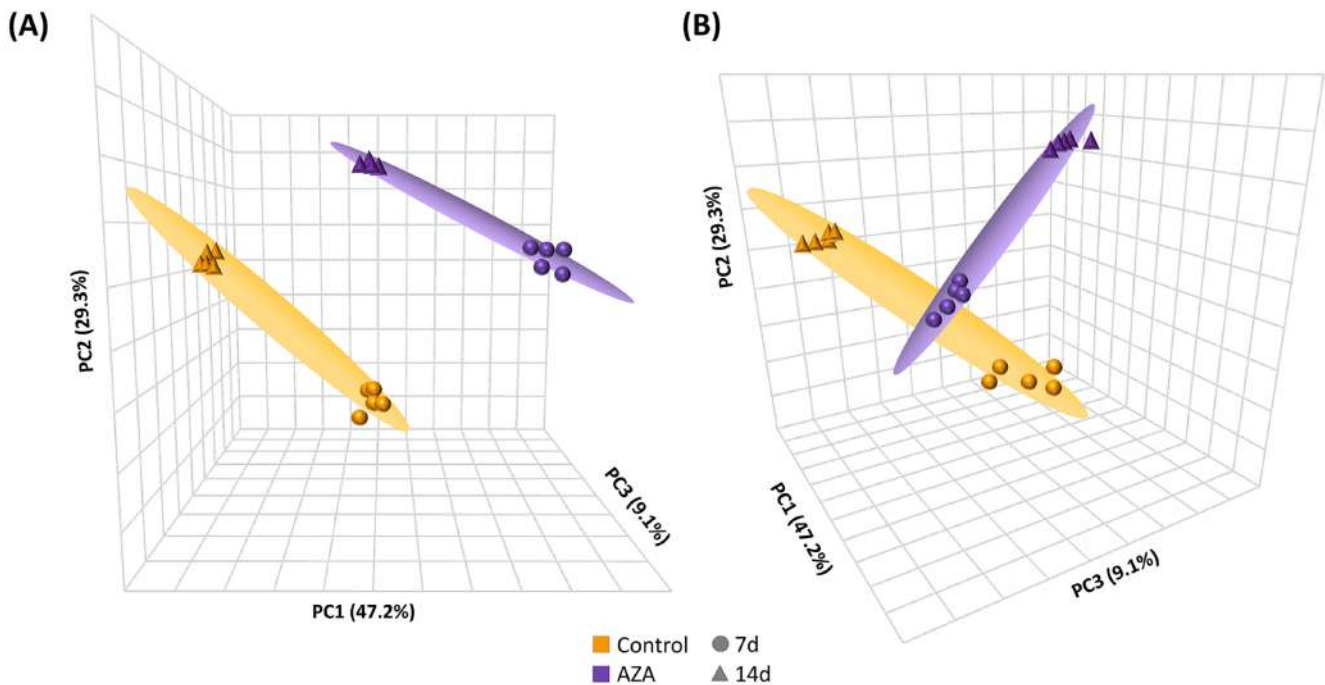 (A)
PC2 (29.3%)
PC1 (47.2%)
PC3 (9.1%)
(B)
PC2 (29.3%)
PC1 (47.2%)
PC3 (9.1%)
Control 7d
AZA 14d